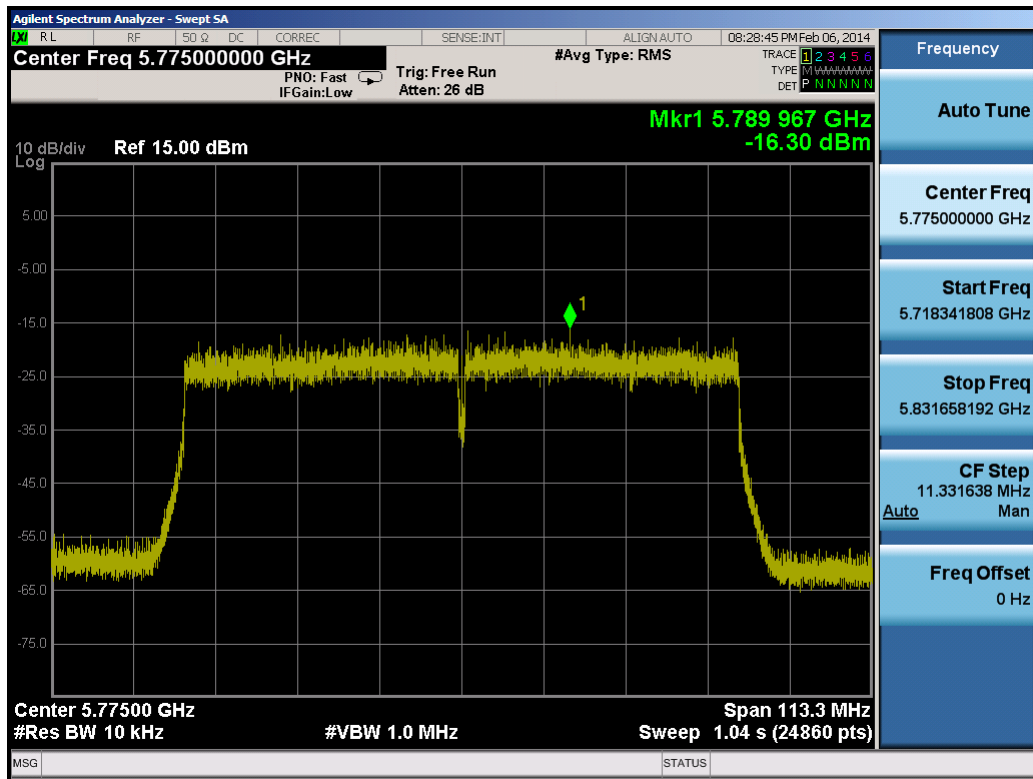 Agilent Spectrum Analyzer - Swept SA
LXI RL RF 50 Ω DC CORREC SENSE:INT ALIGN AUTO 08:28:45 PM Feb 06, 2014
Center Freq 5.775000000 GHz
PNO: Fast
IFGain:Low
Trig: Free Run
Atten: 26 dB
#Avg Type: RMS
TRACE 1 2 3 4 5 6
TYPE M W W W W W
DET P N N N N N
Mkr1 5.789 967 GHz
-16.30 dBm
10 dB/div
Log
Ref 15.00 dBm
5.00
-5.00
-15.0
-25.0
-35.0
-45.0
-55.0
-65.0
-75.0
1
Center 5.77500 GHz
Span 113.3 MHz
#Res BW 10 kHz
#VBW 1.0 MHz
Sweep 1.04 s (24860 pts)
MSG
STATUS
Frequency
Auto Tune
Center Freq
5.775000000 GHz
Start Freq
5.718341808 GHz
Stop Freq
5.831658192 GHz
CF Step
11.331638 MHz
Auto Man
Freq Offset
0 Hz